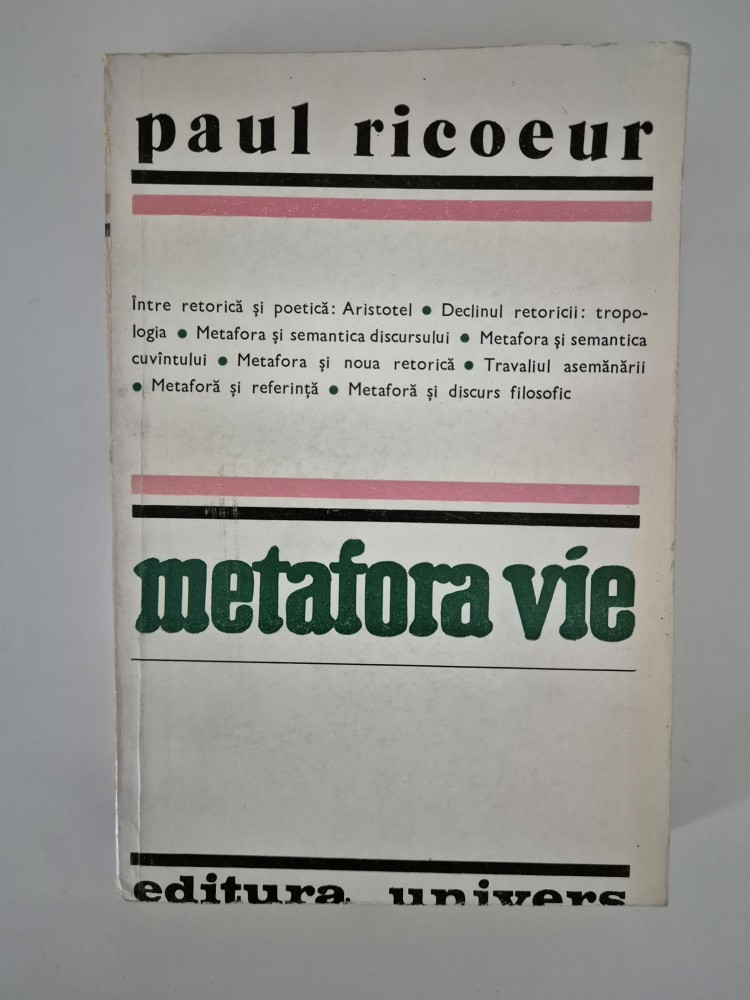 paul ricoeur
Între retorică și poetică: Aristotel ● Declinul retoricii: tropo-
logia ● Metafora și semantica discursului ● Metafora și semantica
cuvîntului ● Metafora și noua retorică ● Travaliul asemănării
● Metaforă și referință ● Metaforă și discurs filosofic
metafora vie
editura univers